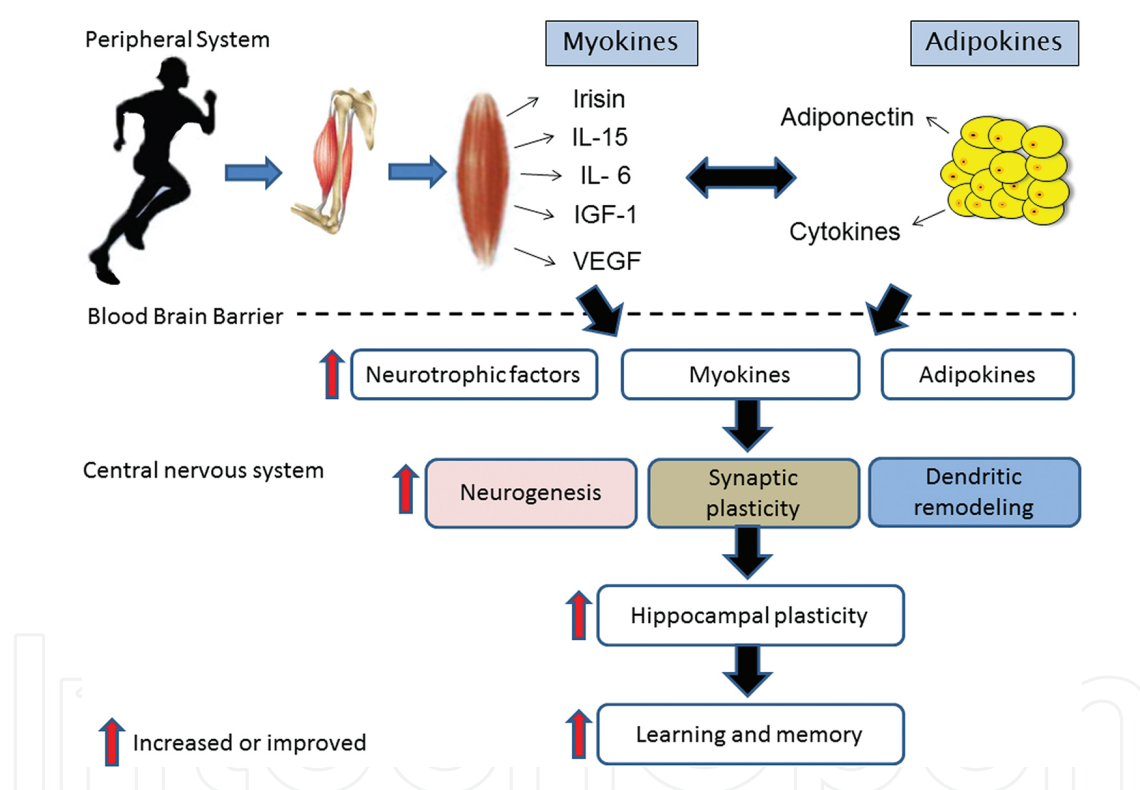 Peripheral System
Myokines
Adipokines
Irisin
IL-15
IL- 6
IGF-1
VEGF
Adiponectin
Cytokines
Blood Brain Barrier
Neurotrophic factors
Myokines
Adipokines
Central nervous system
Neurogenesis
Synaptic
plasticity
Dendritic
remodeling
Hippocampal plasticity
Learning and memory
Increased or improved